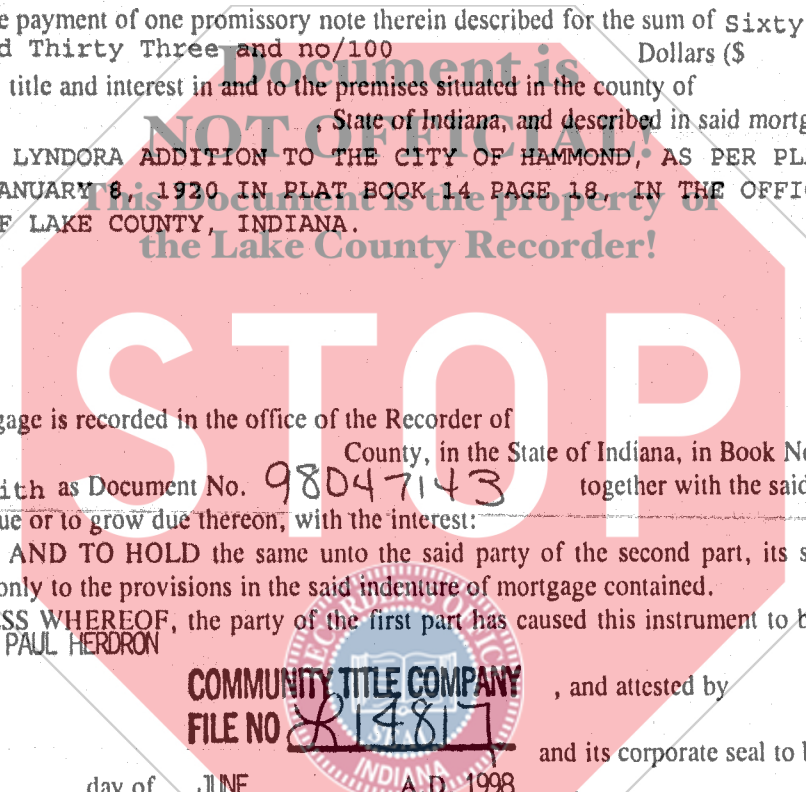 e payment of one promissory note therein described for the sum of Sixty
d Thirty Three and no/100 Dollars ($
Document is
title and interest in and to the premises situated in the county of
NOT OFFICIAL!
, State of Indiana, and described in said mortg
LYNDORA ADDITION TO THE CITY OF HAMMOND, AS PER PL
ANUARY 8, 1920 IN PLAT BOOK 14 PAGE 18, IN THE OFFI
This Document is the property of
F LAKE COUNTY, INDIANA.
the Lake County Recorder!
STOP
gage is recorded in the office of the Recorder of
County, in the State of Indiana, in Book No
ith as Document No. 98047143 together with the said
ue or to grow due thereon, with the interest:
AND TO HOLD the same unto the said party of the second part, its s
only to the provisions in the said indenture of mortgage contained.
SS WHEREOF, the party of the first part has caused this instrument to b
PAUL HERDRON
COMMUNITY TITLE COMPANY , and attested by
FILE NO
SEAL
and its corporate seal to b
INDIANA
day of JUNE A.D. 1998